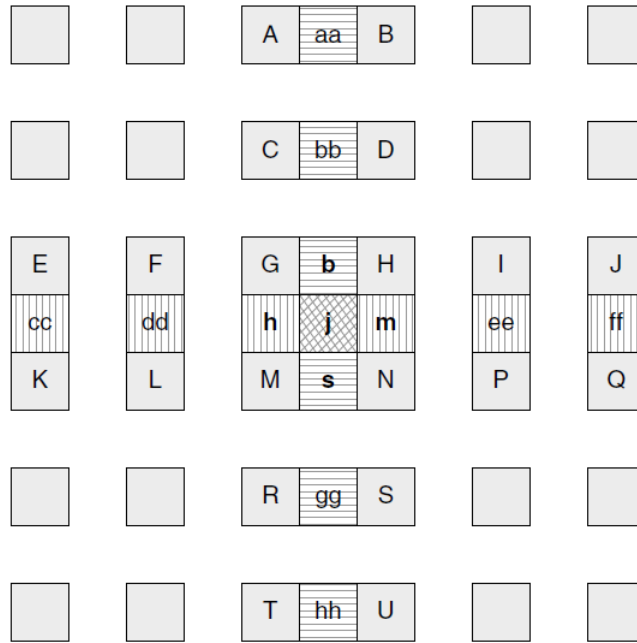 A aa B
C bb D
E F G b H I J
cc dd h j m ee ff
K L M s N P Q
R gg S
T hh U